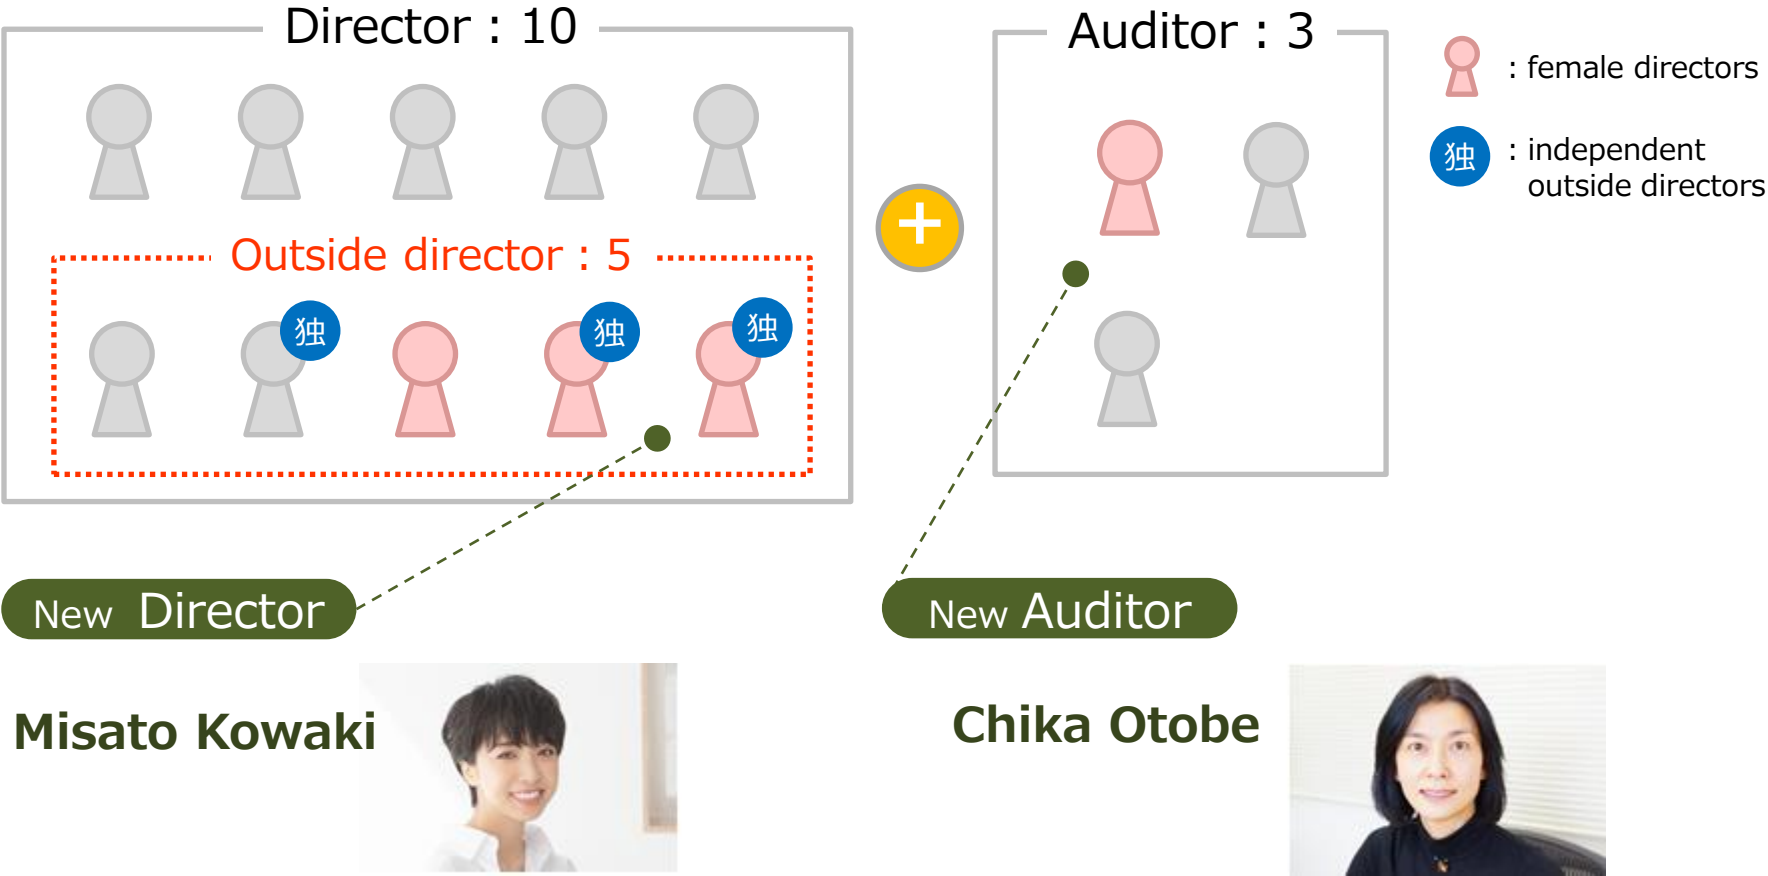 Director : 10
Outside director : 5
独
独
独
+
Auditor : 3
: female directors
独
: independent
outside directors
New Director
Misato Kowaki
New Auditor
Chika Otobe